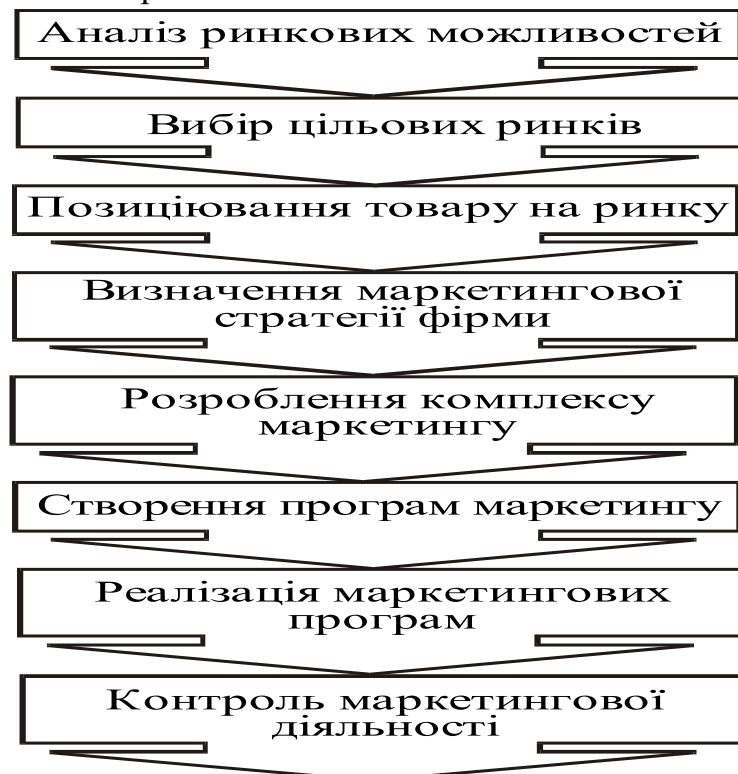 Аналіз ринкових можливостей
Вибір цільових ринків
Позиціювання товару на ринку
Визначення маркетингової
стратегії фірми
Розроблення комплексу
маркетингу
Створення програм маркетингу
Реалізація маркетингових
програм
Контроль маркетингової
діяльності